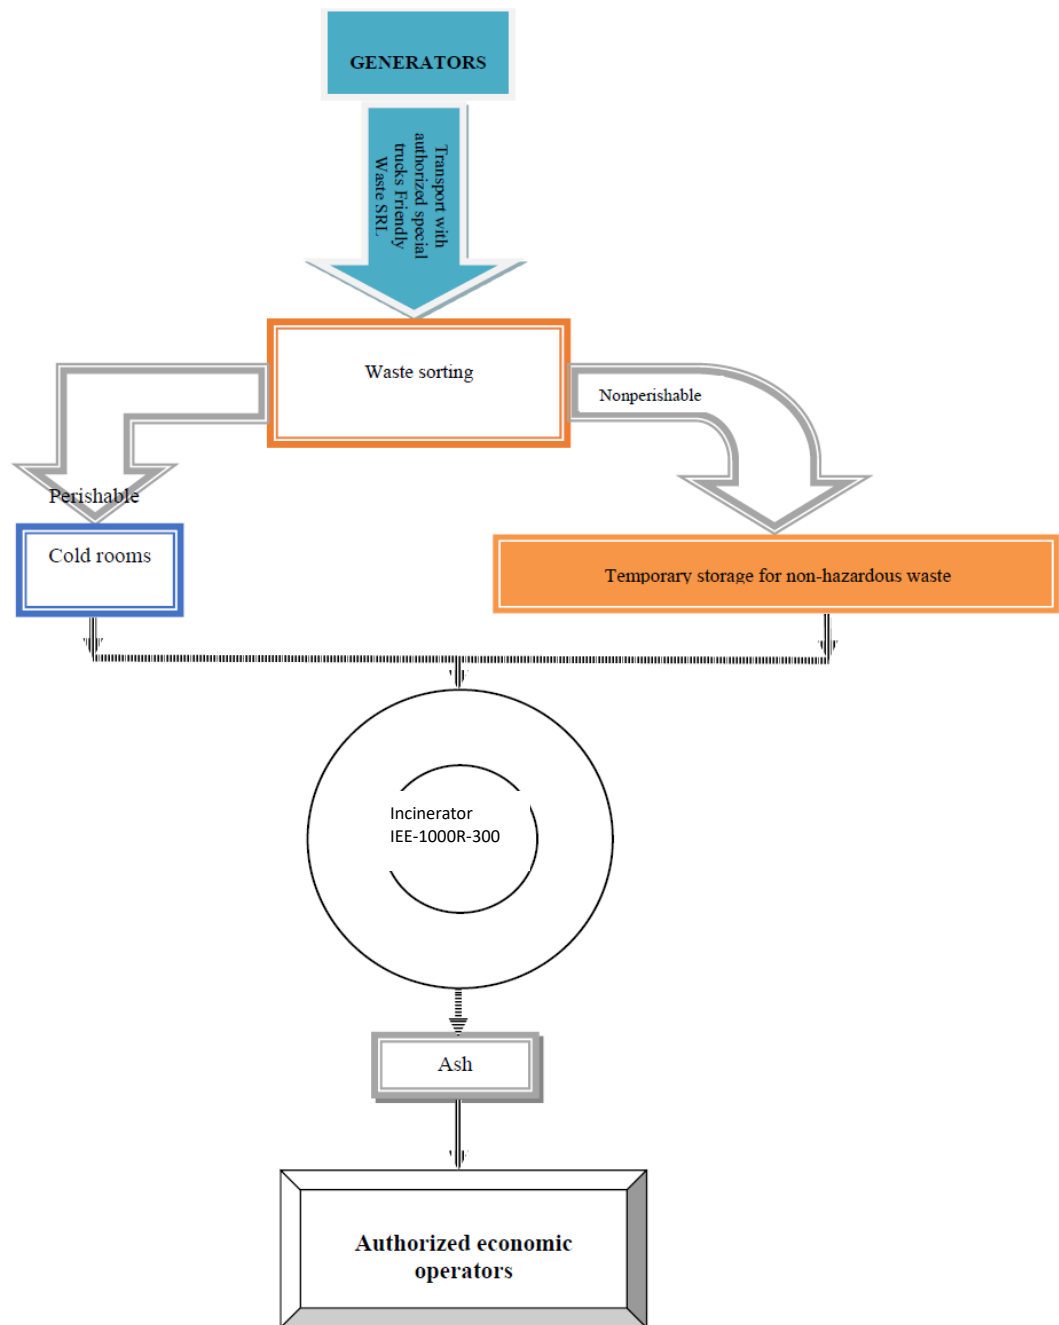 GENERATORS
Transport with
authorized special
trucks Friendly
Waste SRL
Waste sorting
Nonperishable
Perishable
Cold rooms
Temporary storage for non-hazardous waste
Incinerator
IEE-1000R-300
Ash
Authorized economic
operators